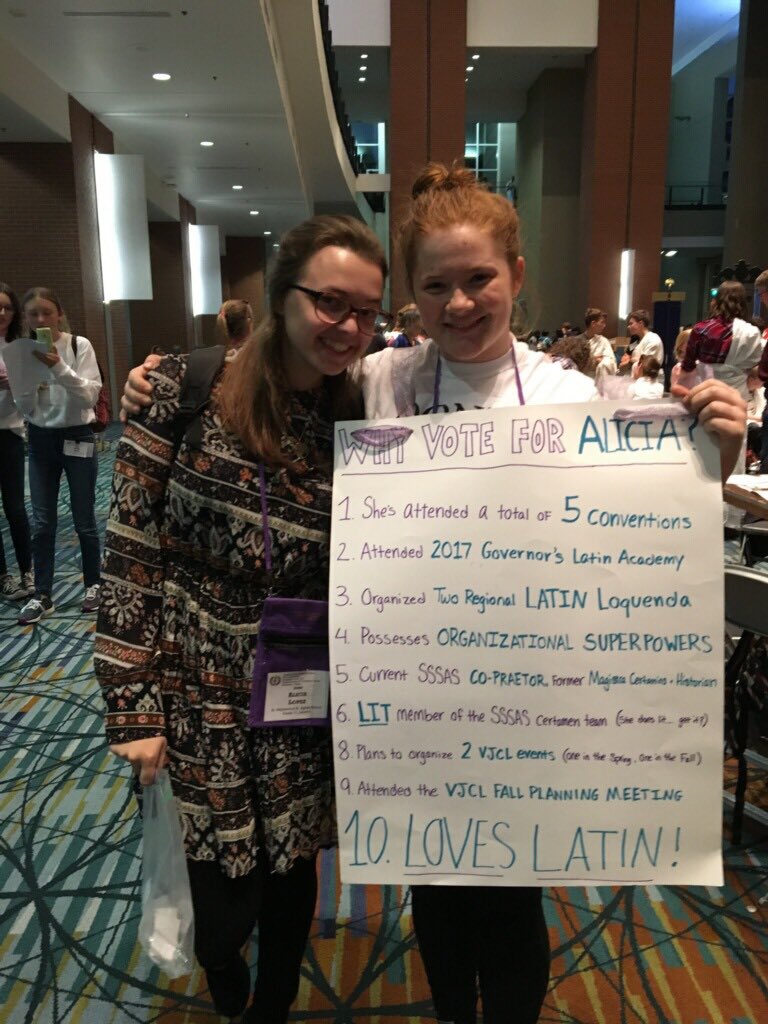 WHY VOTE FOR ALICIA?
1. She's attended a total of 5 conventions
2. Attended 2017 Governor's Latin Academy
3. Organized Two Regional LATIN Loquenda
4. Possesses ORGANIZATIONAL SUPERPOWERS
5. Current SSSAS CO-PRAETOR, Former Magistra Certaminis + Historian
6. LIT member of the SSSAS Certamen team (she does lit... get it?)
8. Plans to organize 2 VJCL events (one in the Spring, one in the Fall)
9. Attended the VJCL FALL PLANNING MEETING
10. LOVES LATIN!
ALICIA
LOPEZ